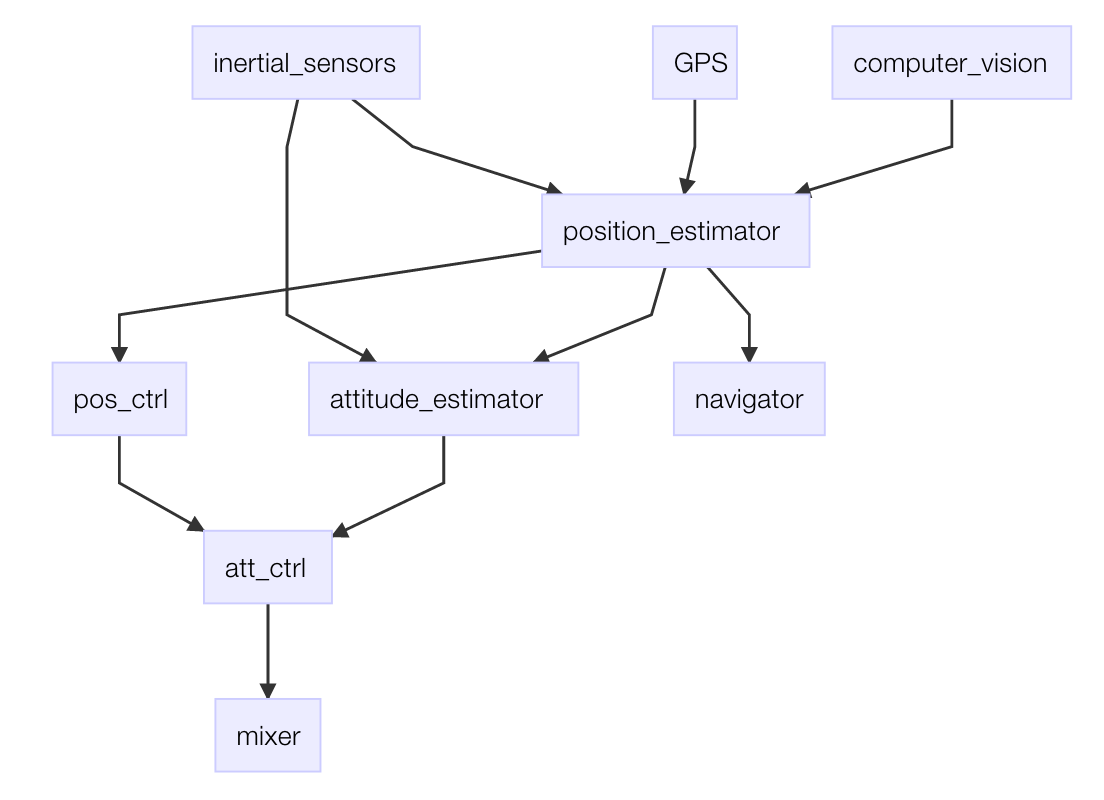 inertial_sensors
GPS
computer_vision
position_estimator
pos_ctrl
attitude_estimator
navigator
att_ctrl
mixer